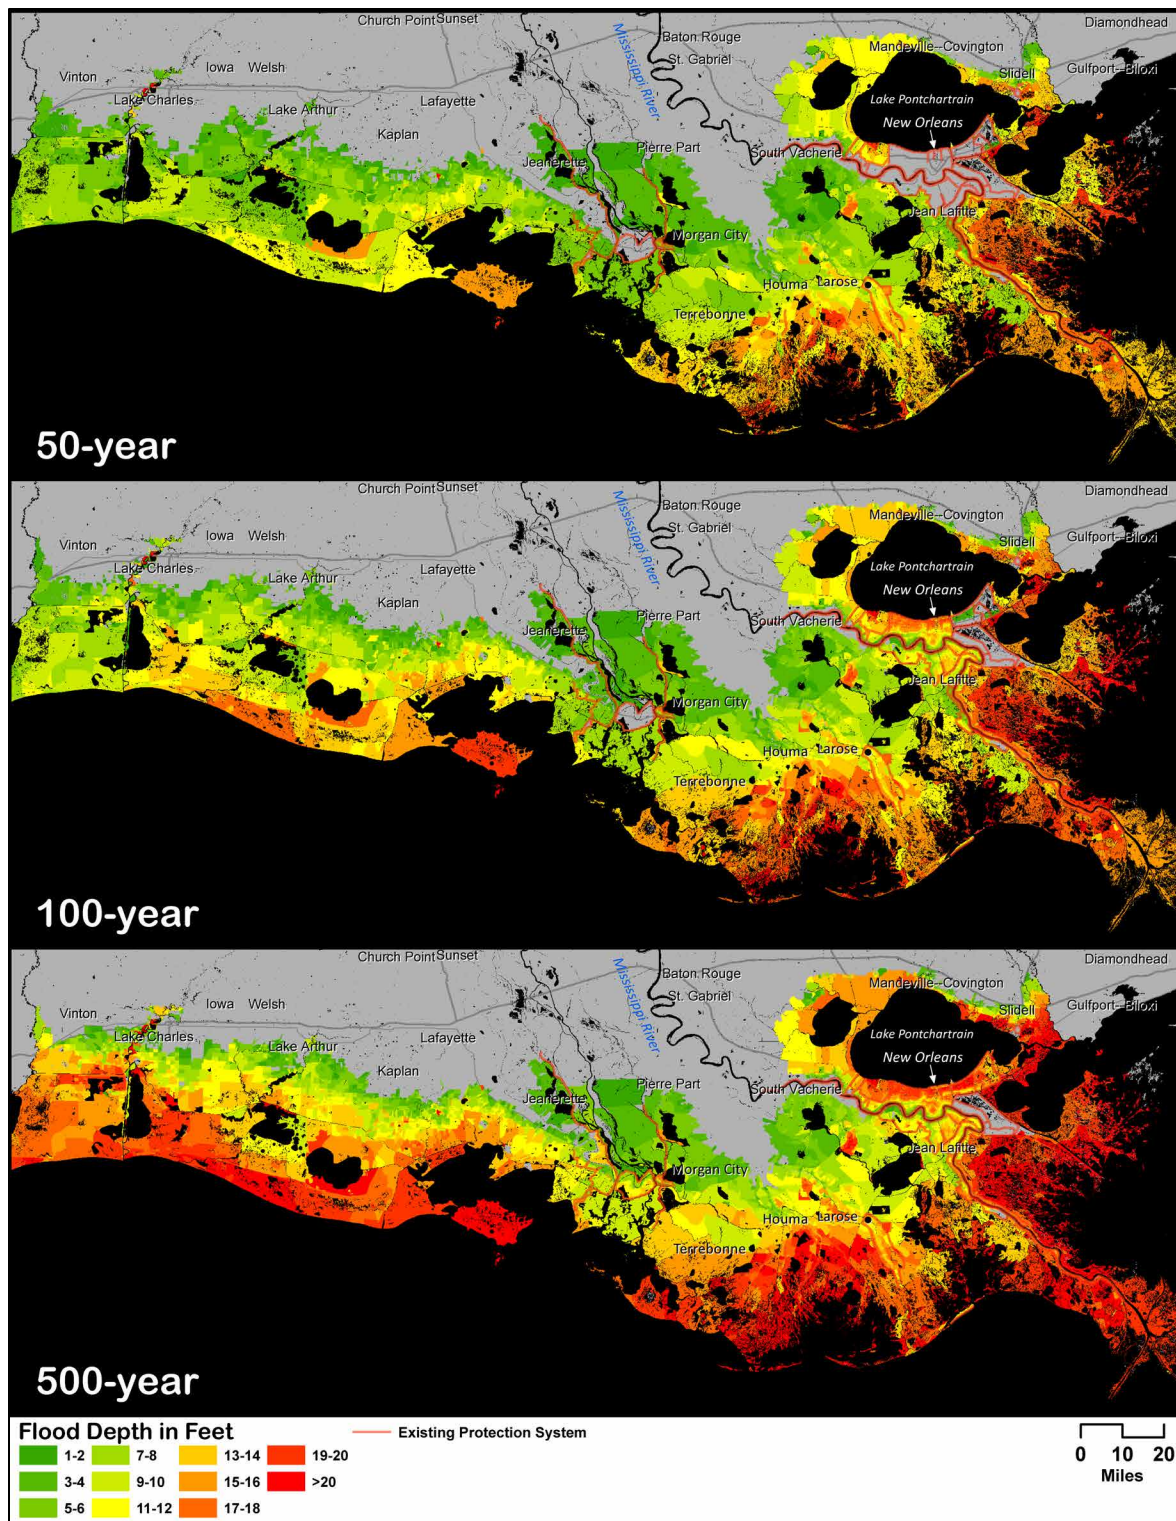 Church Point Sunset
Diamondhead
Baton Rouge
Mandeville--Covington
St. Gabriel
Iowa Welsh
Vinton
Slidell
Gulfport--Biloxi
Mississippi River
Lake Charles
Lafayette
Lake Pontchartrain
Lake Arthur
New Orleans
Kaplan
Pierre Part
South Vacherie
Jeanerette
Jean Lafitte
Morgan City
Houma Larose
Terrebonne
50-year
Church Point Sunset
Diamondhead
Baton Rouge
Mandeville--Covington
St. Gabriel
Iowa Welsh
Vinton
Slidell
Gulfport--Biloxi
Mississippi River
Lake Charles
Lafayette
Lake Pontchartrain
Lake Arthur
New Orleans
Kaplan
Pierre Part
South Vacherie
Jeanerette
Jean Lafitte
Morgan City
Houma Larose
Terrebonne
100-year
Church Point Sunset
Diamondhead
Baton Rouge
Mandeville--Covington
St. Gabriel
Iowa Welsh
Vinton
Slidell
Gulfport--Biloxi
Mississippi River
Lake Charles
Lafayette
Lake Pontchartrain
Lake Arthur
New Orleans
Kaplan
Pierre Part
South Vacherie
Jeanerette
Jean Lafitte
Morgan City
Houma Larose
Terrebonne
500-year
Flood Depth in Feet
1-2
3-4
5-6
7-8
9-10
11-12
13-14
15-16
17-18
19-20
>20
Existing Protection System
0 10 20
Miles